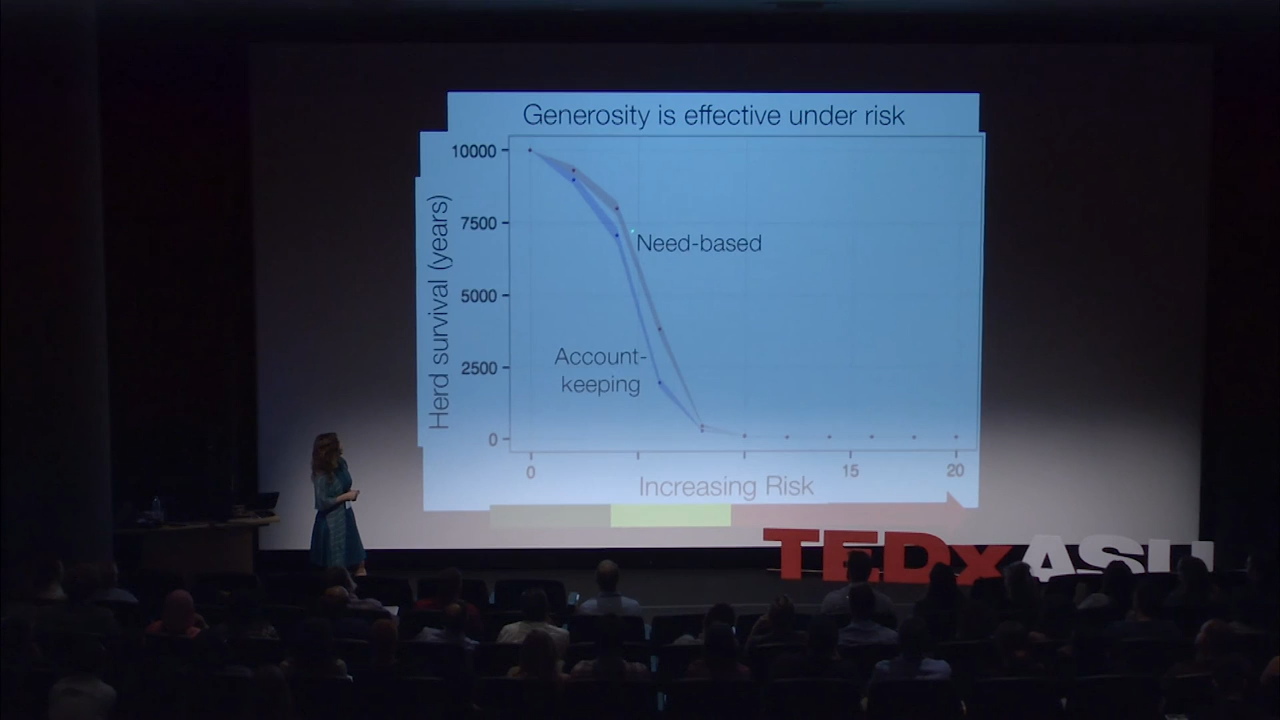 Generosity is effective under risk
10000
7500
5000
2500
0
Herd survival (years)
Need-based
Account-
keeping
0
15
20
Increasing Risk
TEDxASU